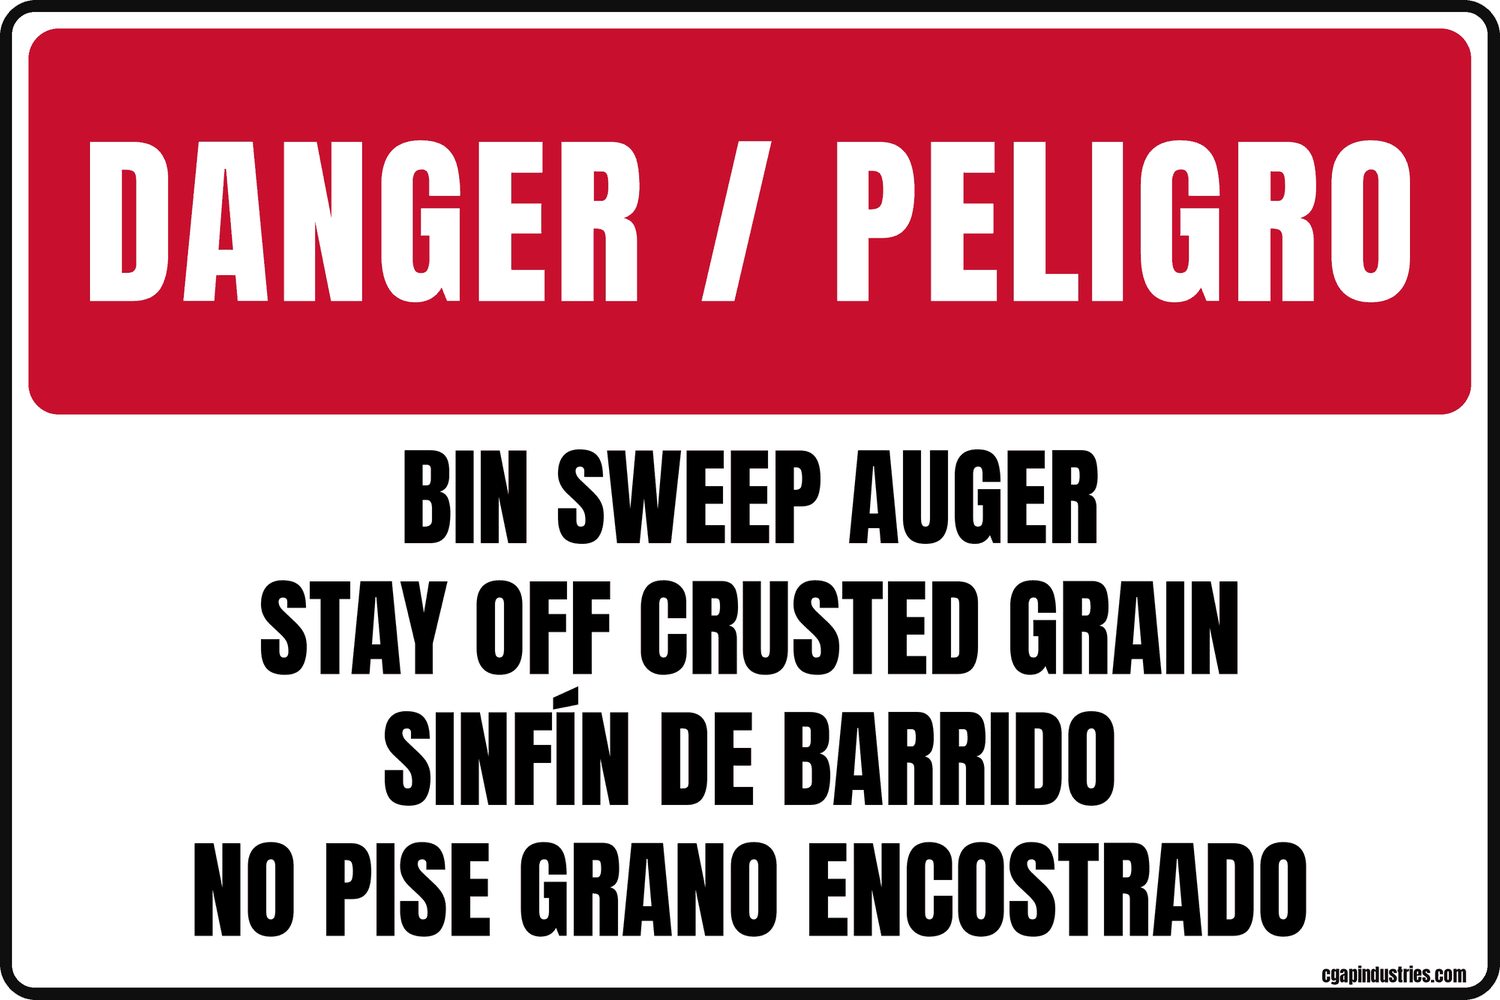 DANGER / PELIGRO
BIN SWEEP AUGER
STAY OFF CRUSTED GRAIN
SINFÍN DE BARRIDO
NO PISE GRANO ENCOSTRADO
cgapindustries.com